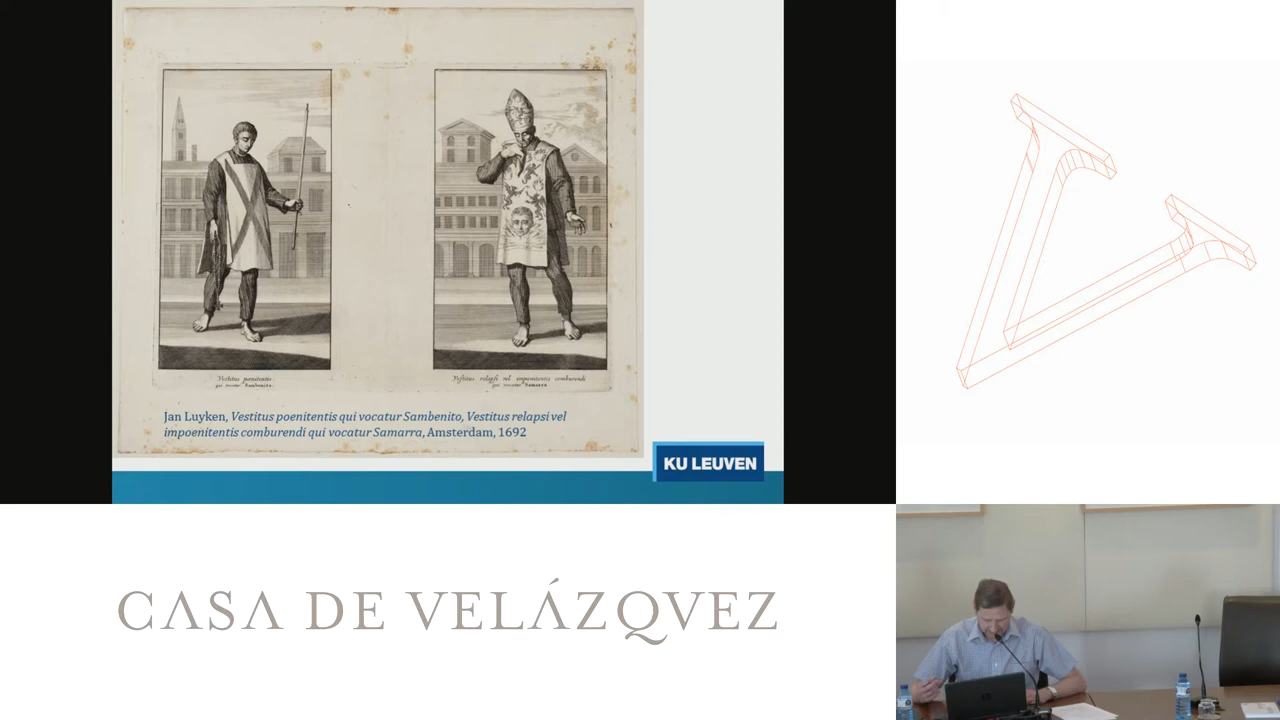 Vestitus poenitentis
qui vocatur Sambenito.
Vestitus relapsi vel impoenitentis comburendi
qui vocatur Samarra
Jan Luyken, Vestitus poenitentis qui vocatur Sambenito, Vestitus relapsi vel
impoenitentis comburendi qui vocatur Samarra, Amsterdam, 1692
KU LEUVEN
CASA DE VELÁZQVEZ